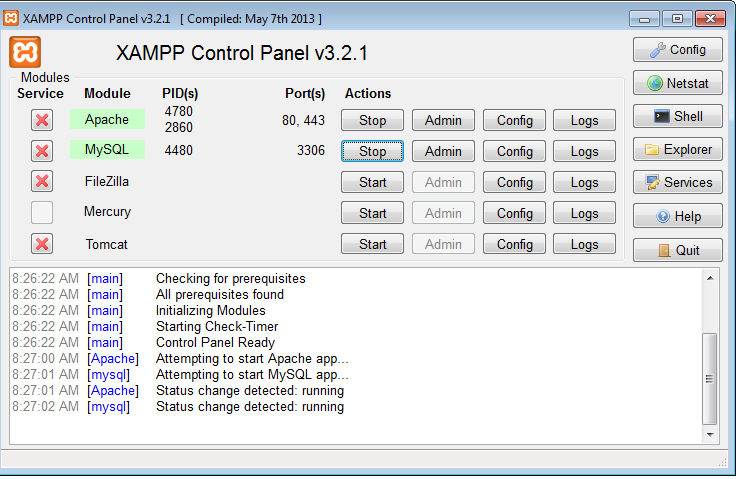 XAMPP Control Panel v3.2.1 [ Compiled: May 7th 2013 ]
XAMPP Control Panel v3.2.1
Config
Modules
Service Module PID(s) Port(s) Actions
Netstat
Apache 4780 2860 80, 443 Stop Admin Config Logs
Shell
MySQL 4480 3306 Stop Admin Config Logs
Explorer
FileZilla Start Admin Config Logs
Services
Mercury Start Admin Config Logs
Help
Tomcat Start Admin Config Logs
Quit
8:26:22 AM [main] Checking for prerequisites
8:26:22 AM [main] All prerequisites found
8:26:22 AM [main] Initializing Modules
8:26:22 AM [main] Starting Check-Timer
8:26:22 AM [main] Control Panel Ready
8:27:00 AM [Apache] Attempting to start Apache app...
8:27:01 AM [mysql] Attempting to start MySQL app...
8:27:01 AM [Apache] Status change detected: running
8:27:02 AM [mysql] Status change detected: running